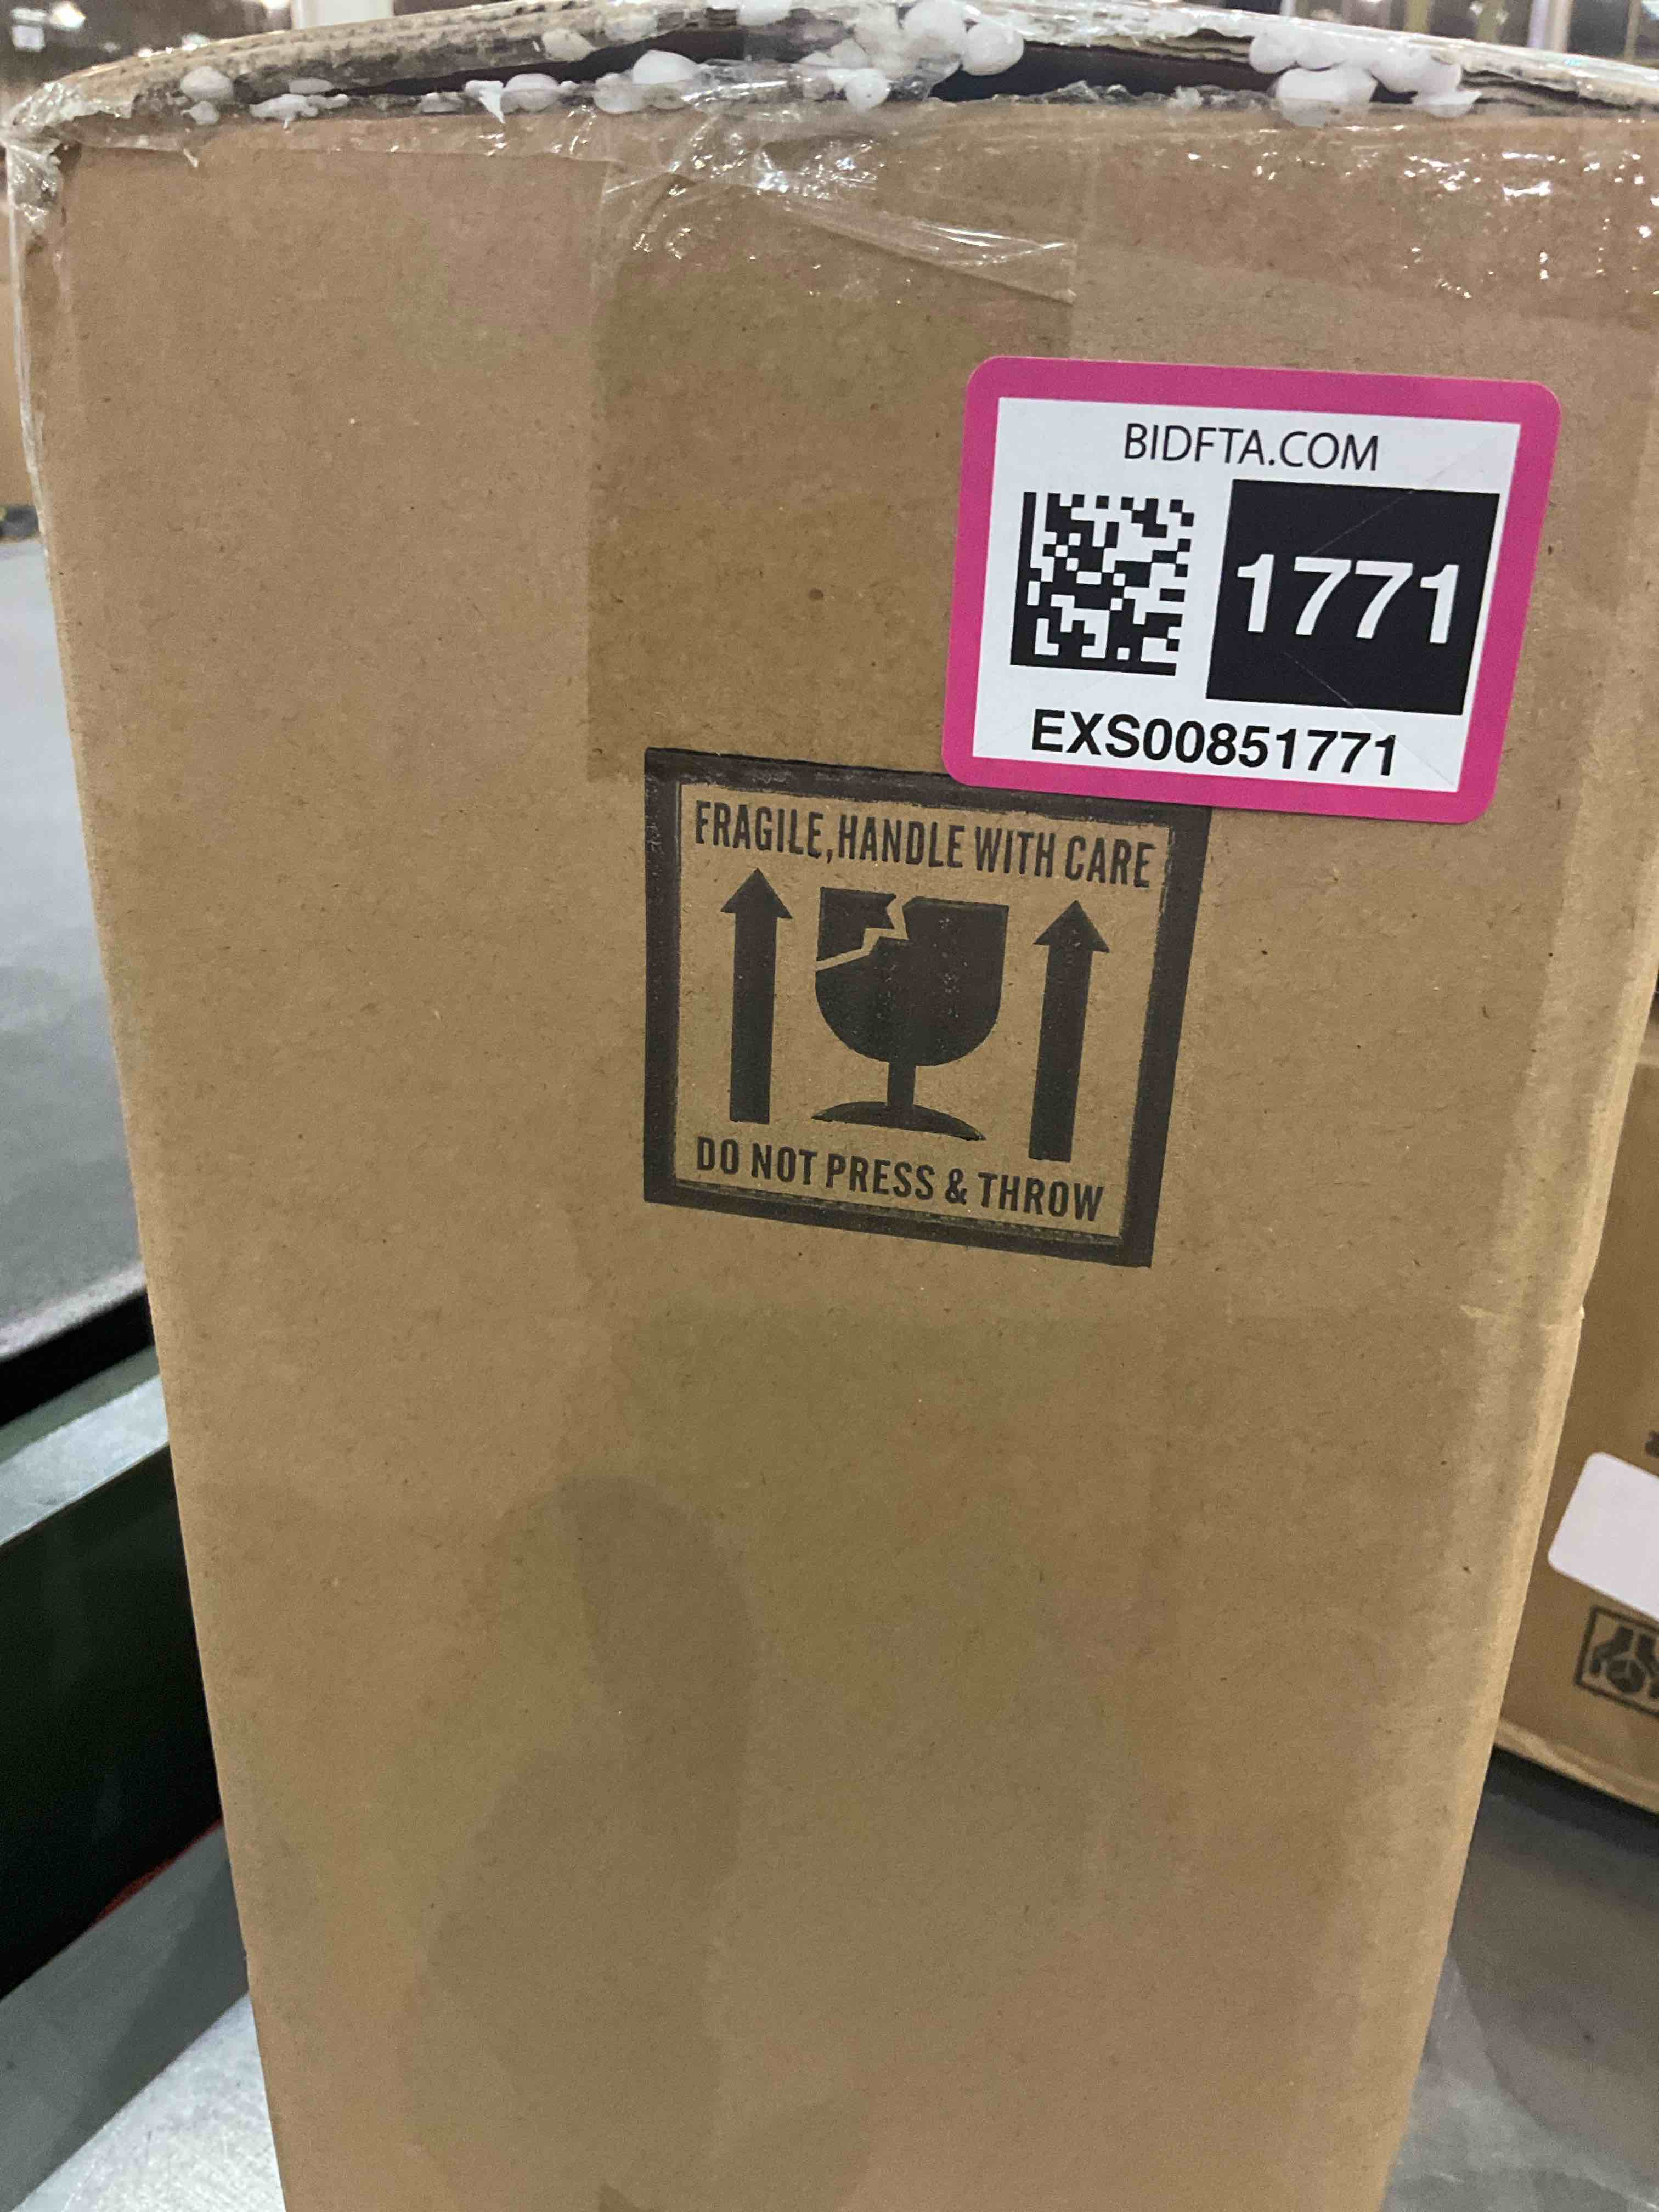 BIDFTA.COM
1771
EXS00851771
FRAGILE, HANDLE WITH CARE
DO NOT PRESS & THROW